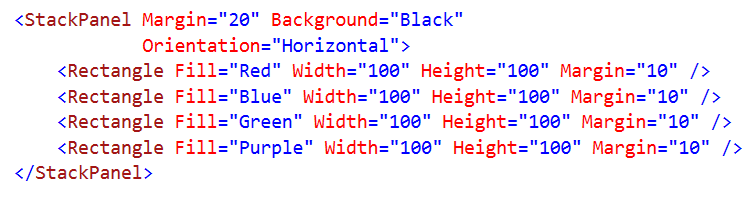 <StackPanel Margin="20" Background="Black"
Orientation="Horizontal">
<Rectangle Fill="Red" Width="100" Height="100" Margin="10" />
<Rectangle Fill="Blue" Width="100" Height="100" Margin="10" />
<Rectangle Fill="Green" Width="100" Height="100" Margin="10" />
<Rectangle Fill="Purple" Width="100" Height="100" Margin="10" />
</StackPanel>